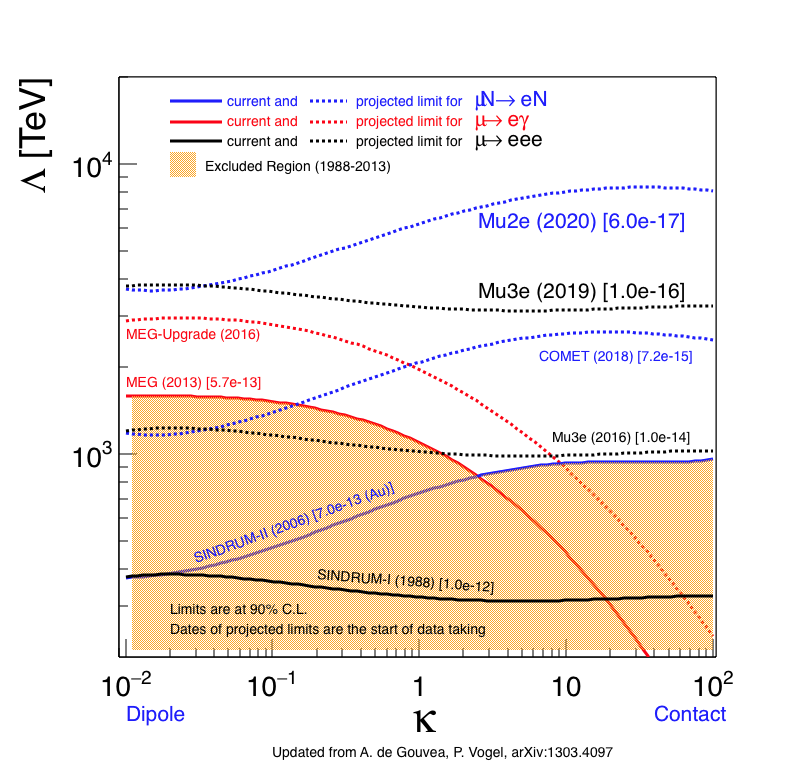 Λ [TeV]
current and projected limit for μN→ eN
current and projected limit for μ→ eγ
current and projected limit for μ→ eee
Excluded Region (1988-2013)
10⁴
Mu2e (2020) [6.0e-17]
Mu3e (2019) [1.0e-16]
MEG-Upgrade (2016)
COMET (2018) [7.2e-15]
MEG (2013) [5.7e-13]
Mu3e (2016) [1.0e-14]
10³
SINDRUM-II (2006) [7.0e-13 (Au)]
SINDRUM-I (1988) [1.0e-12]
Limits are at 90% C.L.
Dates of projected limits are the start of data taking
10⁻² 10⁻¹ 1 10 10²
Dipole κ Contact
Updated from A. de Gouvea, P. Vogel, arXiv:1303.4097